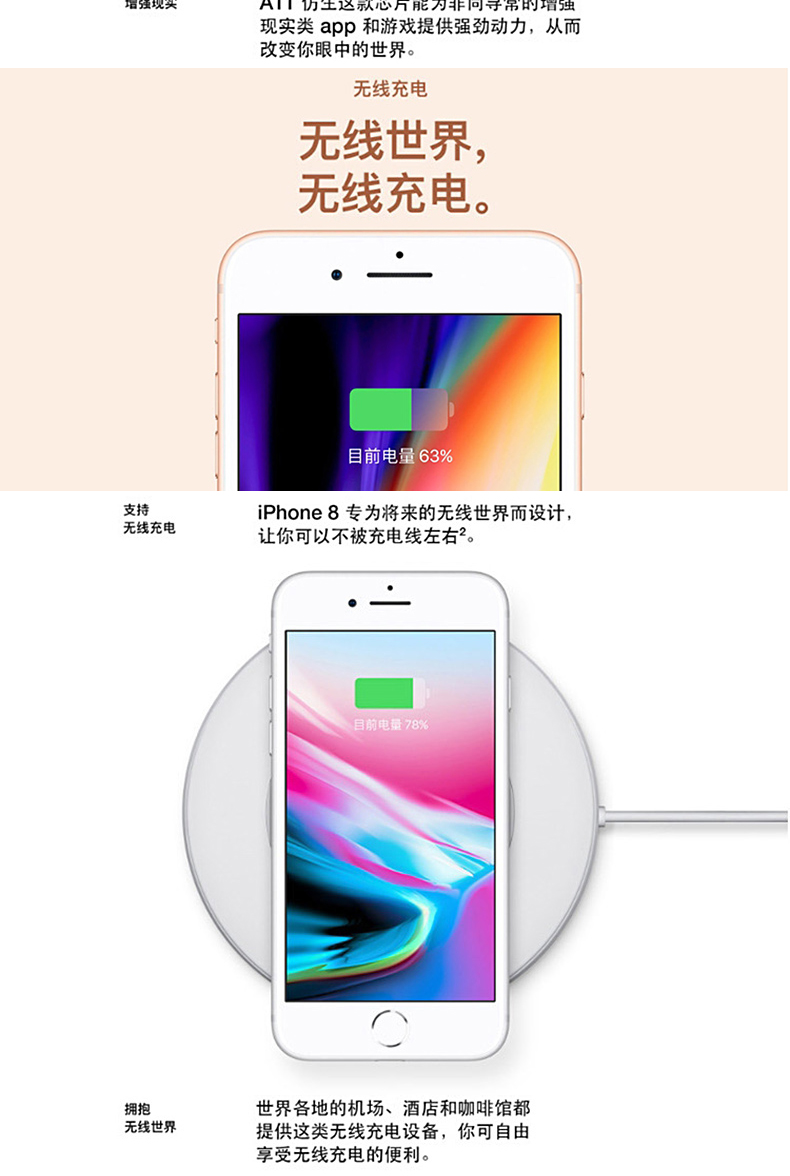 增强现实
A11 仿生这款芯片能为非同寻常的增强
现实类 app 和游戏提供强劲动力，从而
改变你眼中的世界。
无线充电
无线世界，
无线充电。
目前电量 63%
支持
无线充电
iPhone 8 专为将来的无线世界而设计，
让你可以不被充电线左右²。
目前电量 78%
拥抱
无线世界
世界各地的机场、酒店和咖啡馆都
提供这类无线充电设备，你可自由
享受无线充电的便利。